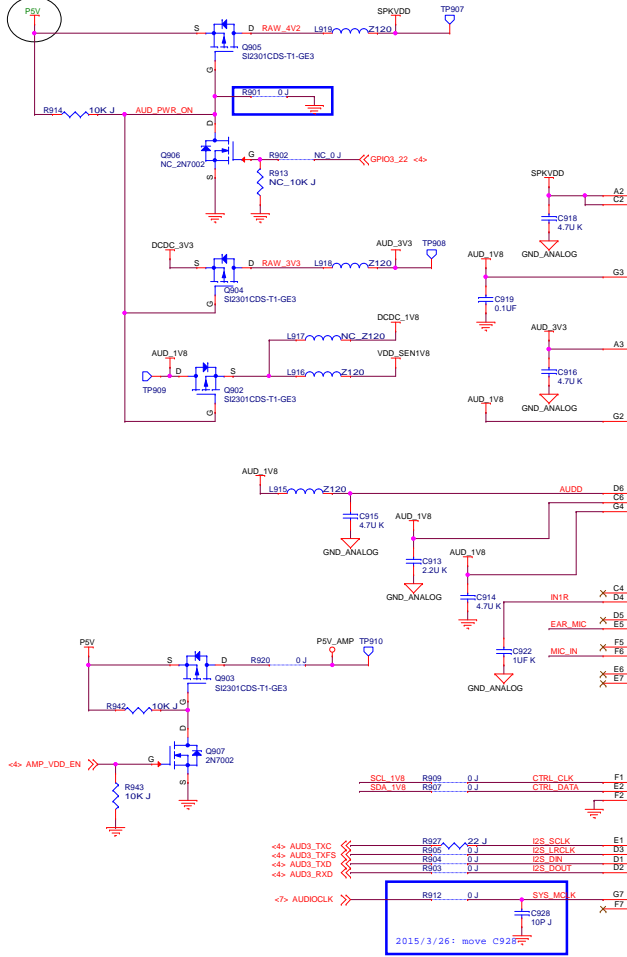 P5V
S
D
RAW_4V2
L919
Z120
SPKVDD
TP907
Q905
SI2301CDS-T1-GE3
G
R901
0 J
R914
10K J
AUD_PWR_ON
D
Q906
NC_2N7002
G
R902
NC_0 J
GPIO3_22 <4>
S
R913
NC_10K J
SPKVDD
A2
C2
C918
4.7U K
GND_ANALOG
DCDC_3V3
S
D
RAW_3V3
L918
Z120
AUD_3V3
TP908
Q904
SI2301CDS-T1-GE3
G
AUD_1V8
G3
C919
0.1UF
DCDC_1V8
L917
NC_Z120
AUD_1V8
VDD_SEN1V8
D
S
L916
Z120
TP909
Q902
SI2301CDS-T1-GE3
G
AUD_3V3
A3
C916
4.7U K
GND_ANALOG
AUD_1V8
G2
AUD_1V8
L915
Z120
AUDD
D6
C6
G4
C915
4.7U K
GND_ANALOG
AUD_1V8
C913
2.2U K
GND_ANALOG
AUD_1V8
C914
4.7U K
C4
IN1R
D4
D5
EAR_MIC
E5
F5
MIC_IN
F6
E6
E7
C922
1UF K
GND_ANALOG
P5V
S
D
R920
0 J
P5V_AMP
TP910
Q903
SI2301CDS-T1-GE3
G
R942
10K J
D
Q907
2N7002
<4> AMP_VDD_EN
G
S
R943
10K J
SCL_1V8
R909
0 J
CTRL_CLK
F1
SDA_1V8
R907
0 J
CTRL_DATA
E2
F2
<4> AUD3_TXC
R927
22 J
I2S_SCLK
E1
<4> AUD3_TXFS
R905
0 J
I2S_LRCLK
D3
<4> AUD3_TXD
R904
0 J
I2S_DIN
D1
<4> AUD3_RXD
R903
0 J
I2S_DOUT
D2
<7> AUDIOCLK
R912
0 J
SYS_MCLK
G7
F7
C928
10P J
2015/3/26: move C928